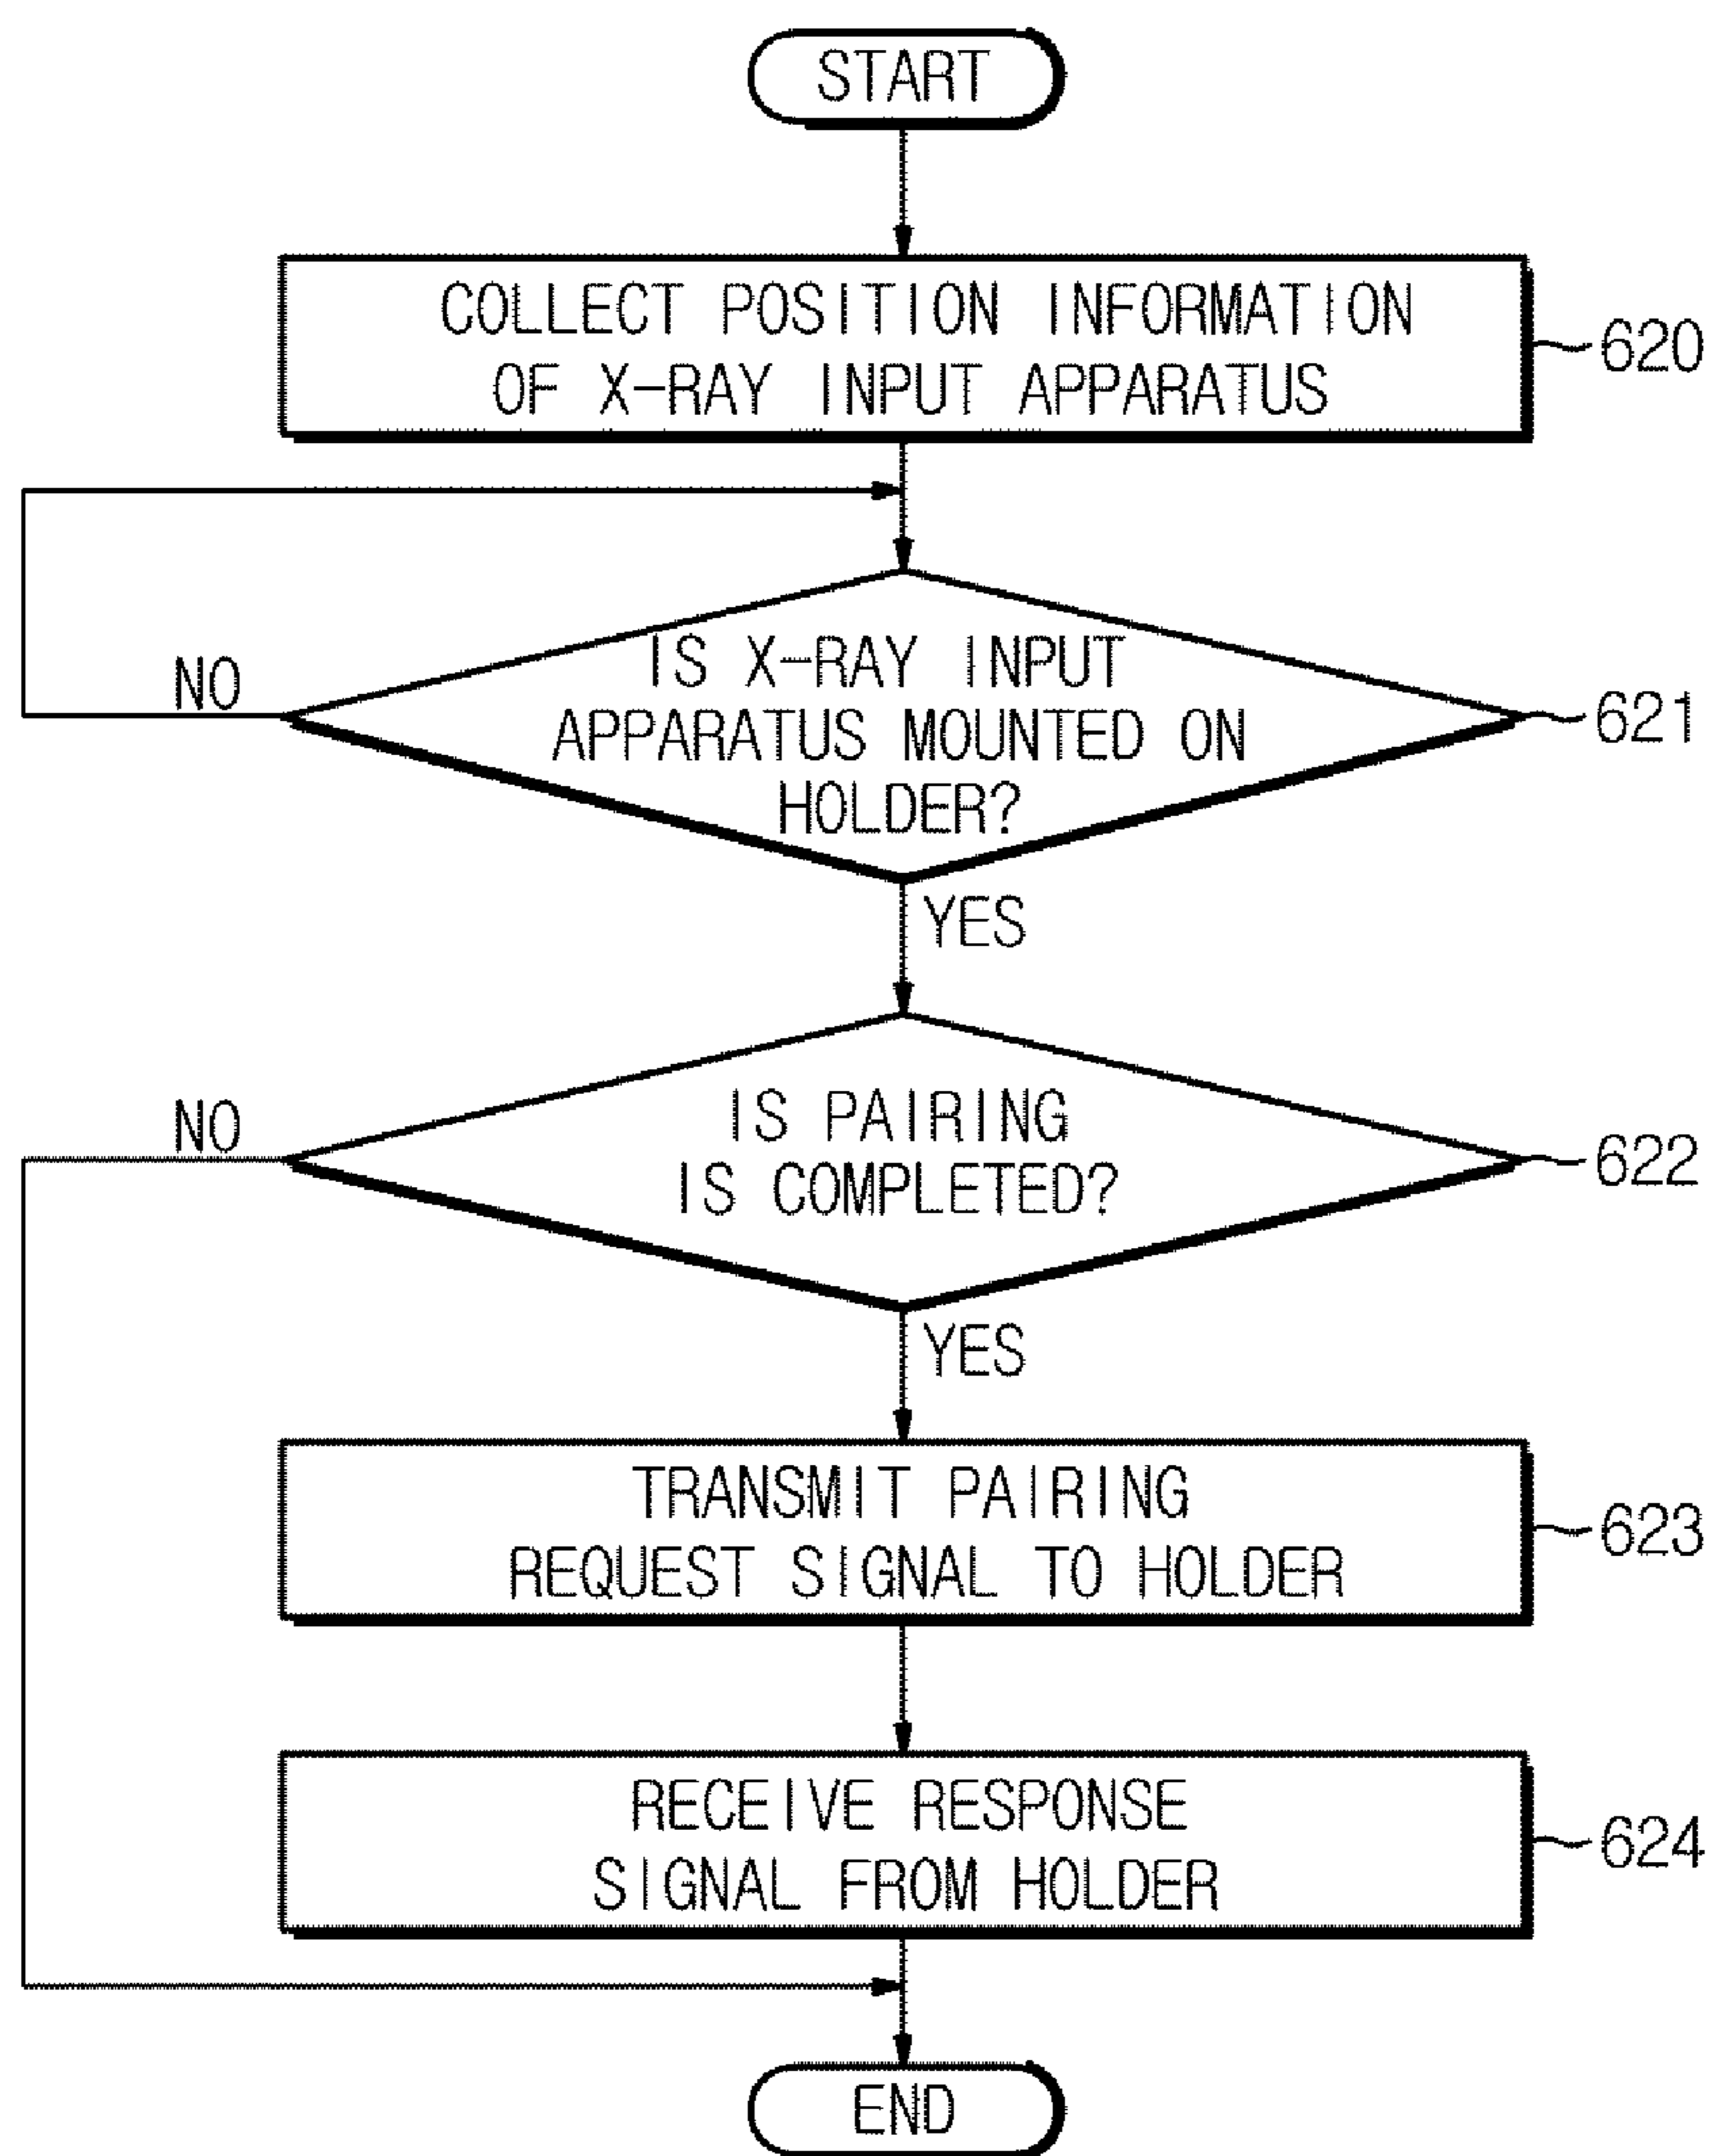 START
COLLECT POSITION INFORMATION
OF X-RAY INPUT APPARATUS
620
IS X-RAY INPUT
APPARATUS MOUNTED ON
HOLDER?
NO
621
YES
IS PAIRING
IS COMPLETED?
NO
622
YES
TRANSMIT PAIRING
REQUEST SIGNAL TO HOLDER
623
RECEIVE RESPONSE
SIGNAL FROM HOLDER
624
END